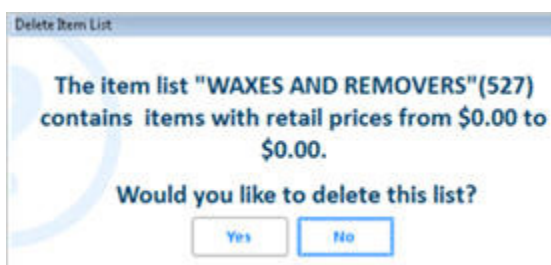 Delete Item List
The item list "WAXES AND REMOVERS"(527)
contains items with retail prices from $0.00 to
$0.00.
Would you like to delete this list?
Yes No